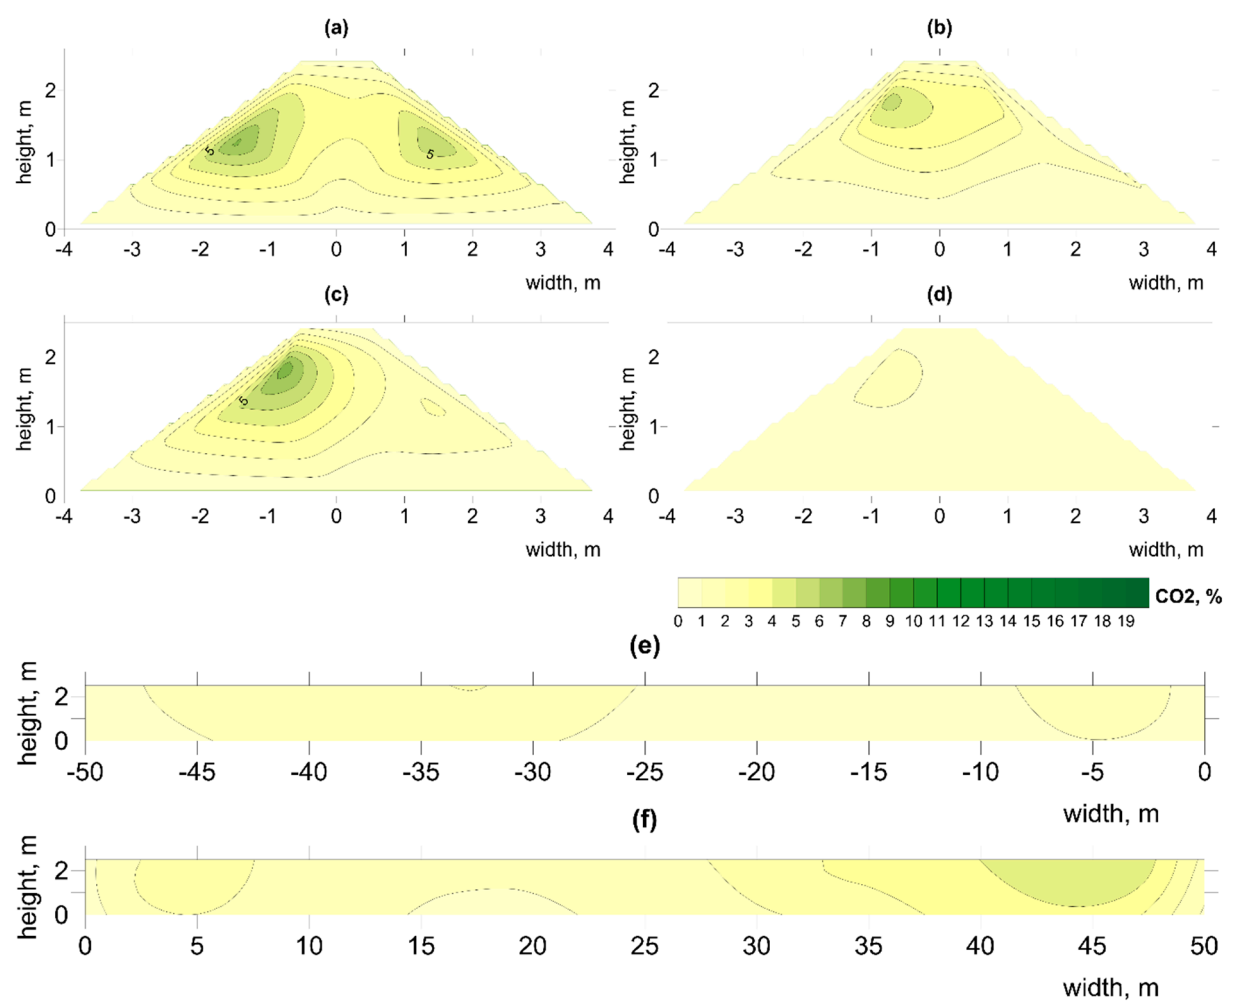 (a) (b)
height, m 2 1 0 5 5
-4 -3 -2 -1 0 1 2 3 4
width, m
height, m 2 1 0
-4 -3 -2 -1 0 1 2 3 4
width, m
(c) (d)
height, m 2 1 0 5
-4 -3 -2 -1 0 1 2 3 4
width, m
height, m 2 1 0
-4 -3 -2 -1 0 1 2 3 4
width, m
CO2, %
0 1 2 3 4 5 6 7 8 9 10 11 12 13 14 15 16 17 18 19
(e)
height, m 2 0
-50 -45 -40 -35 -30 -25 -20 -15 -10 -5 0
width, m
(f)
height, m 2 0
0 5 10 15 20 25 30 35 40 45 50
width, m